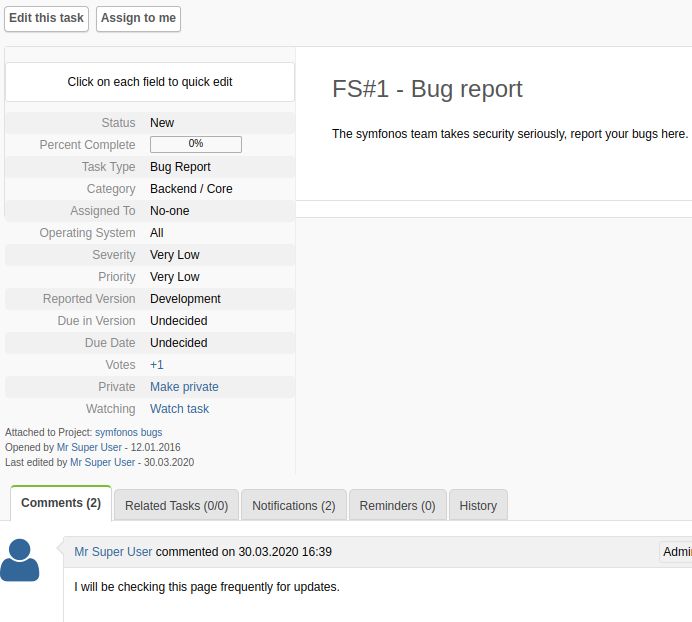 Edit this task Assign to me
Click on each field to quick edit
Status New
Percent Complete 0%
Task Type Bug Report
Category Backend / Core
Assigned To No-one
Operating System All
Severity Very Low
Priority Very Low
Reported Version Development
Due in Version Undecided
Due Date Undecided
Votes +1
Private Make private
Watching Watch task
Attached to Project: symfonos bugs
Opened by Mr Super User - 12.01.2016
Last edited by Mr Super User - 30.03.2020
FS#1 - Bug report
The symfonos team takes security seriously, report your bugs here.
Comments (2) Related Tasks (0/0) Notifications (2) Reminders (0) History
Mr Super User commented on 30.03.2020 16:39
I will be checking this page frequently for updates.